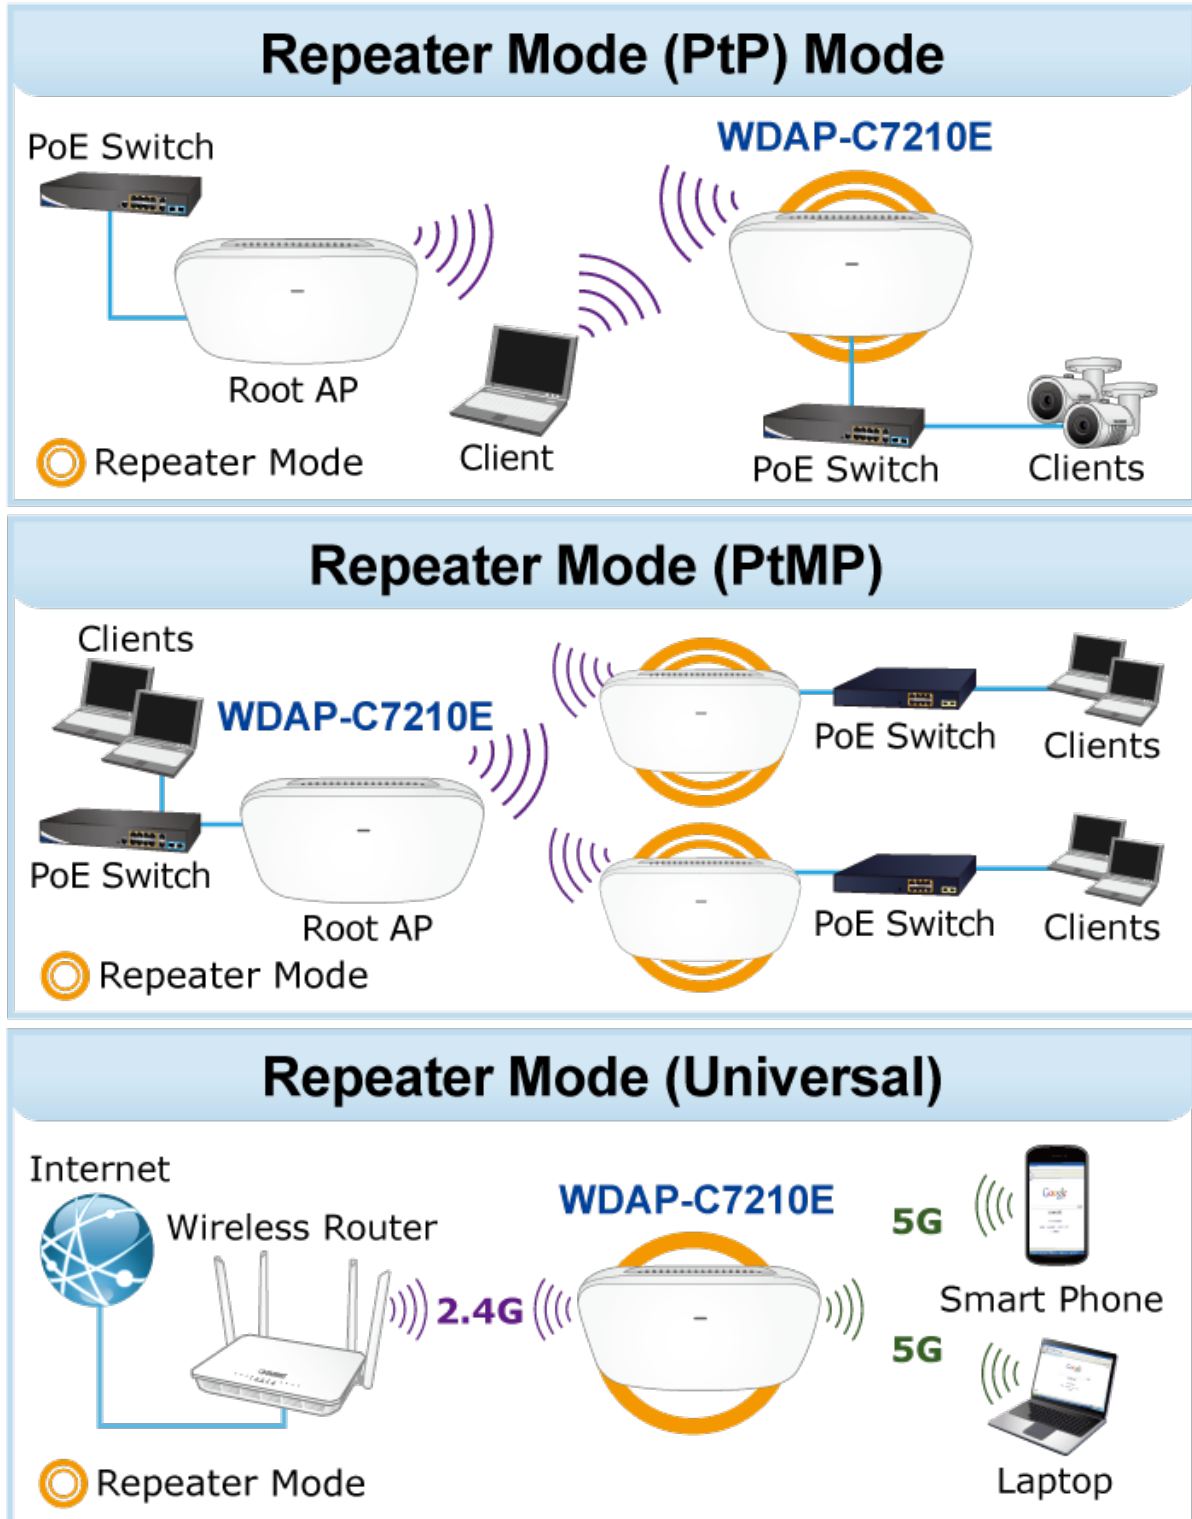 Repeater Mode (PtP) Mode
PoE Switch
WDAP-C7210E
Root AP
Client
Repeater Mode
PoE Switch
Clients
Repeater Mode (PtMP)
Clients
WDAP-C7210E
PoE Switch
Clients
PoE Switch
Root AP
PoE Switch
Clients
Repeater Mode
Repeater Mode (Universal)
Internet
Wireless Router
WDAP-C7210E
2.4G
5G
Google
Smart Phone
5G
Google
Laptop
Repeater Mode